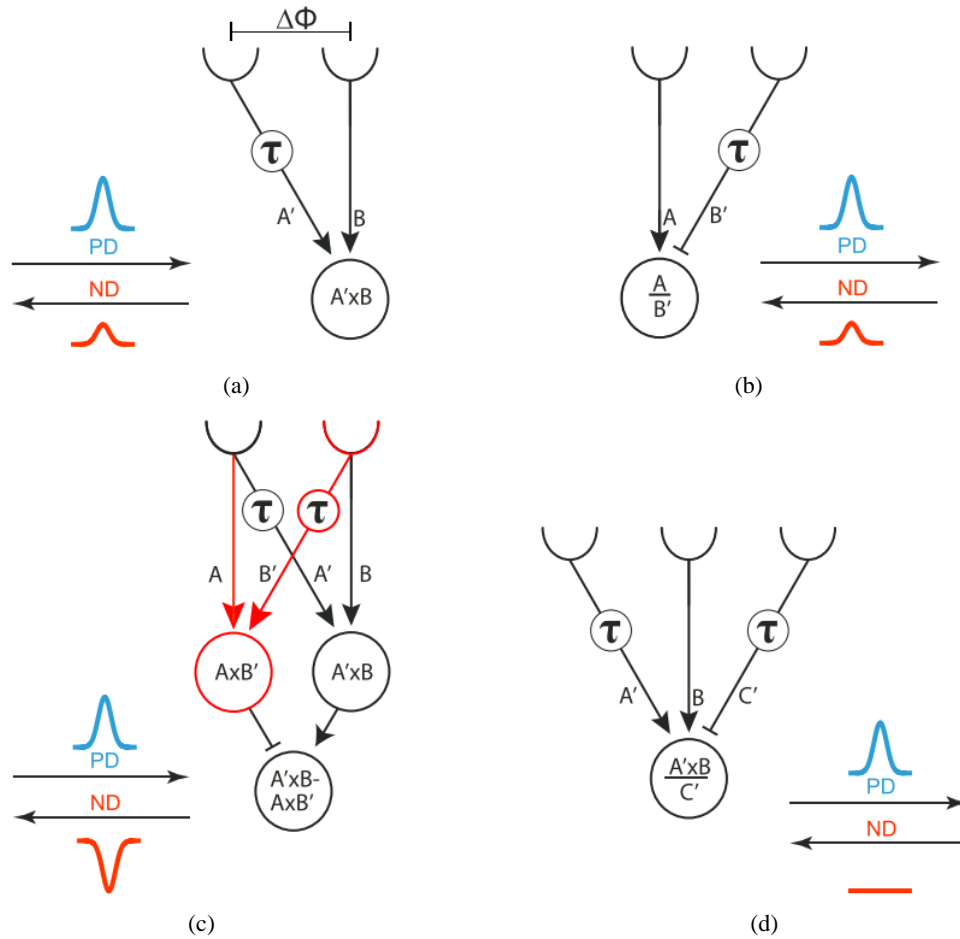 ΔΦ
τ
A'
B
PD
ND
A'xB
(a)
τ
A
B'
A
B'
PD
ND
(b)
τ
τ
A
B'
A'
B
AxB'
A'xB
PD
ND
A'xB-
AxB'
(c)
τ
τ
A'
B
C'
A'xB
C'
PD
ND
(d)